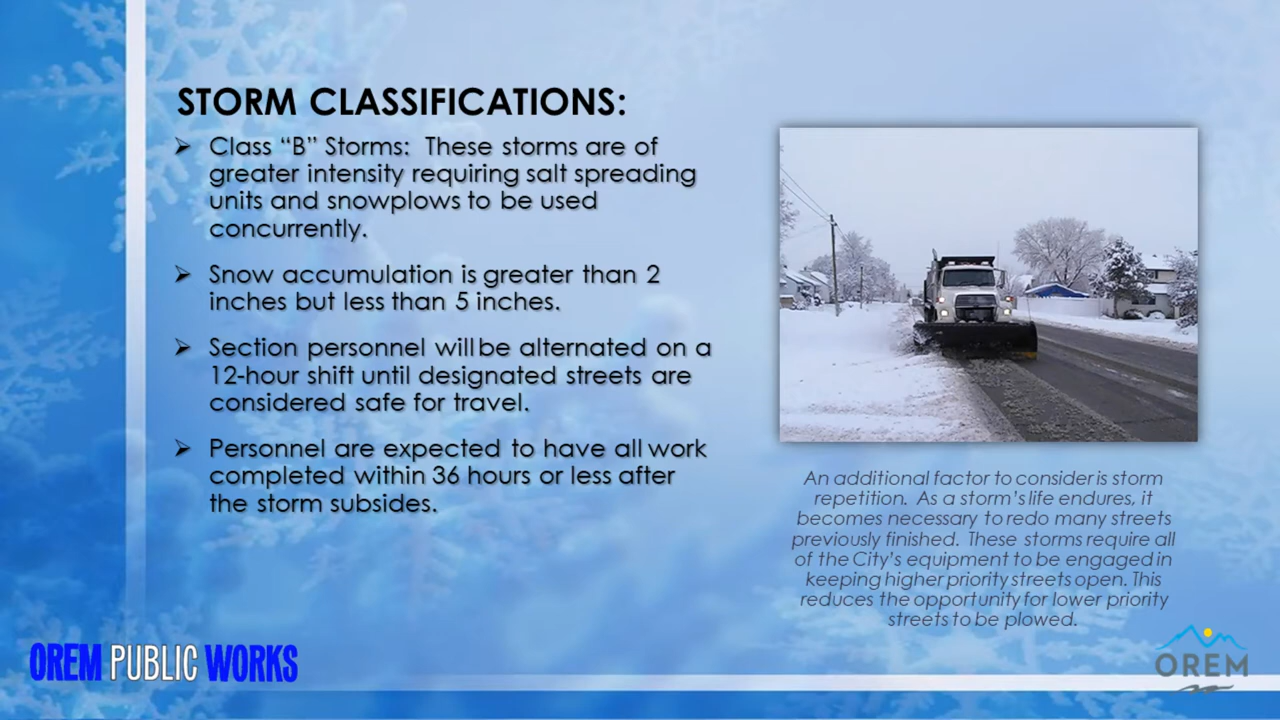 STORM CLASSIFICATIONS:
➢ Class “B” Storms: These storms are of
greater intensity requiring salt spreading
units and snowplows to be used
concurrently.
➢ Snow accumulation is greater than 2
inches but less than 5 inches.
➢ Section personnel will be alternated on a
12-hour shift until designated streets are
considered safe for travel.
➢ Personnel are expected to have all work
completed within 36 hours or less after
the storm subsides.
An additional factor to consider is storm
repetition. As a storm’s life endures, it
becomes necessary to redo many streets
previously finished. These storms require all
of the City’s equipment to be engaged in
keeping higher priority streets open. This
reduces the opportunity for lower priority
streets to be plowed.
OREM PUBLIC WORKS
OREM